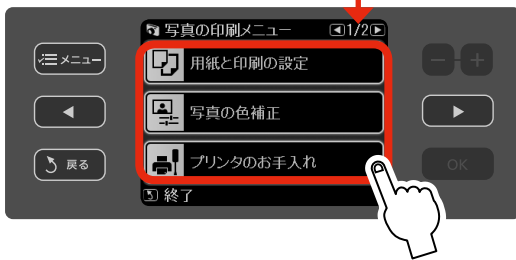 写真の印刷メニュー 1/2
メニュー
用紙と印刷の設定
写真の色補正
戻る
プリンタのお手入れ
OK
終了